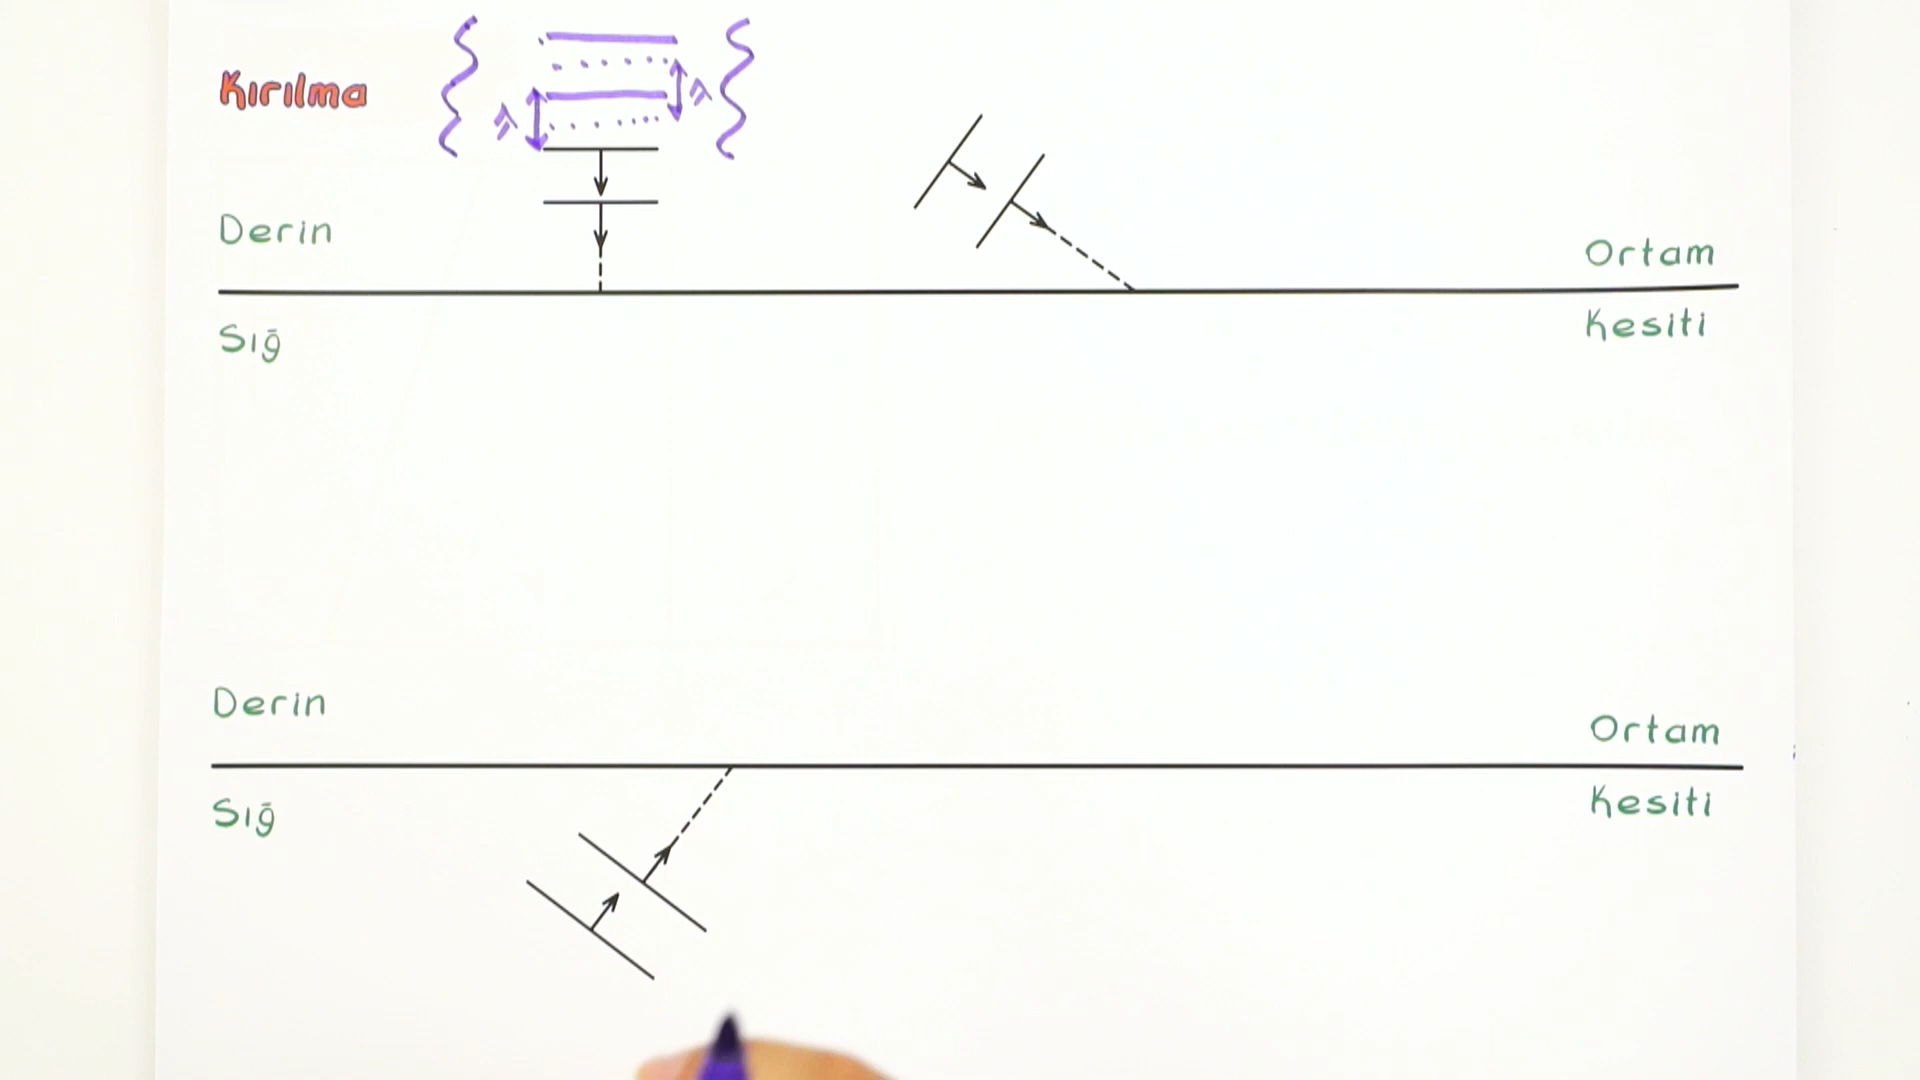 Kırılma
λ
λ
Derin
Ortam
Sığ
Kesiti
Derin
Ortam
Sığ
Kesiti